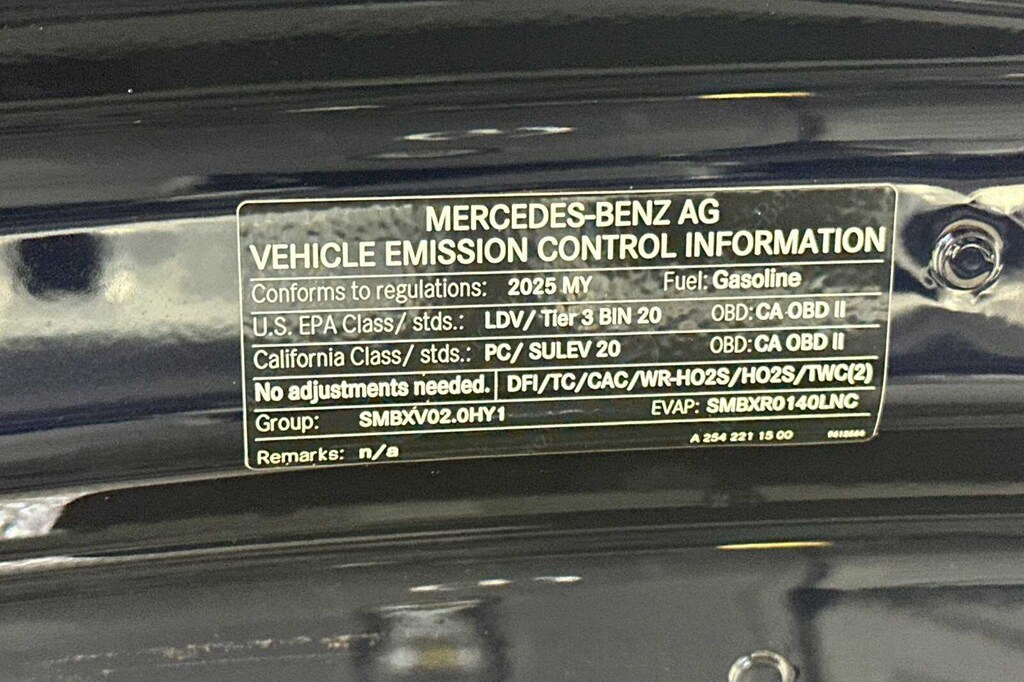 MERCEDES-BENZ AG
VEHICLE EMISSION CONTROL INFORMATION
Conforms to regulations: 2025 MY Fuel: Gasoline
U.S. EPA Class/ stds.: LDV/ Tier 3 BIN 20 OBD: CA OBD II
California Class/ stds.: PC/ SULEV 20 OBD: CA OBD II
No adjustments needed. DFI/TC/CAC/WR-HO2S/HO2S/TWC(2)
Group: SMBXV02.0HY1 EVAP: SMBXR0140LNC
Remarks: n/a A 254 221 15 00